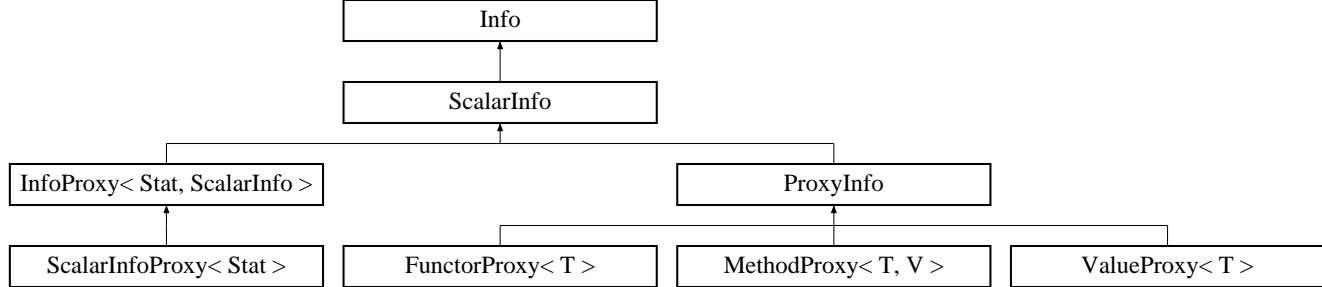 Info
ScalarInfo
InfoProxy< Stat, ScalarInfo >
ProxyInfo
ScalarInfoProxy< Stat >
FunctorProxy< T >
MethodProxy< T, V >
ValueProxy< T >